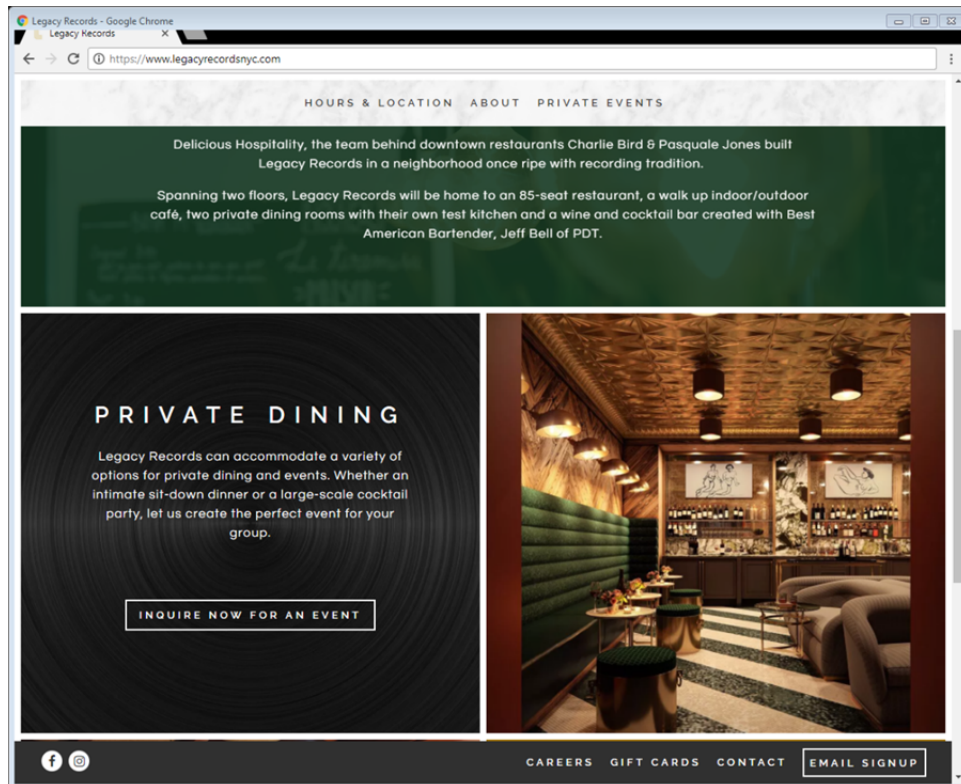 Legacy Records - Google Chrome
Legacy Records
https://www.legacyrecordsnyc.com
HOURS & LOCATION ABOUT PRIVATE EVENTS
Delicious Hospitality, the team behind downtown restaurants Charlie Bird & Pasquale Jones built
Legacy Records in a neighborhood once ripe with recording tradition.
Spanning two floors, Legacy Records will be home to an 85-seat restaurant, a walk up indoor/outdoor
café, two private dining rooms with their own test kitchen and a wine and cocktail bar created with Best
American Bartender, Jeff Bell of PDT.
PRIVATE DINING
Legacy Records can accommodate a variety of
options for private dining and events. Whether an
intimate sit-down dinner or a large-scale cocktail
party, let us create the perfect event for your
group.
INQUIRE NOW FOR AN EVENT
CAREERS GIFT CARDS CONTACT EMAIL SIGNUP